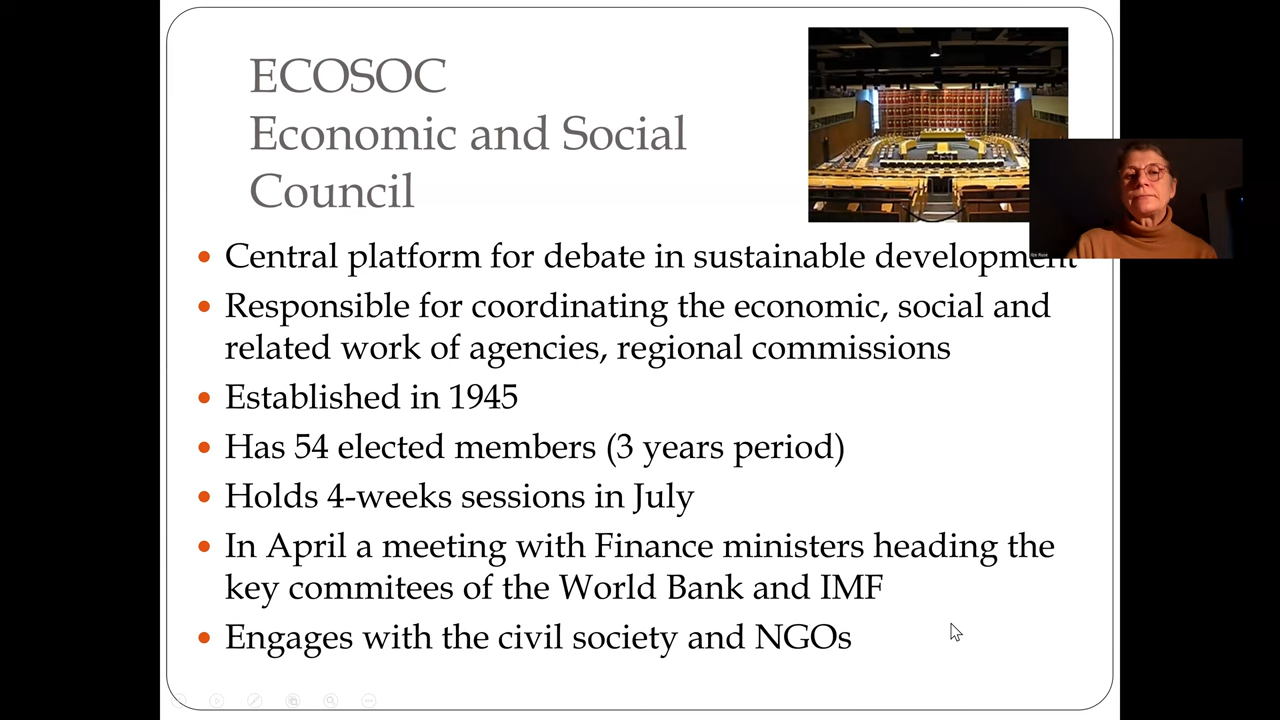 ECOSOC
Economic and Social
Council
• Central platform for debate in sustainable development
• Responsible for coordinating the economic, social and
related work of agencies, regional commissions
• Established in 1945
• Has 54 elected members (3 years period)
• Holds 4-weeks sessions in July
• In April a meeting with Finance ministers heading the
key commitees of the World Bank and IMF
• Engages with the civil society and NGOs